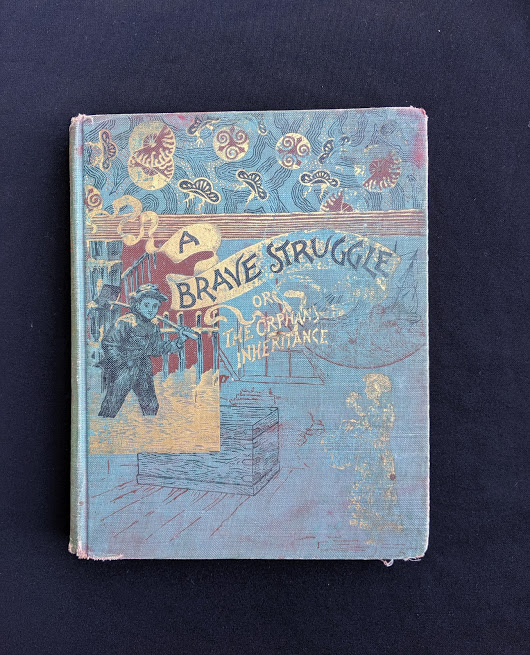 A
BRAVE STRUGGLE
OR
THE ORPHANS
INHERITANCE